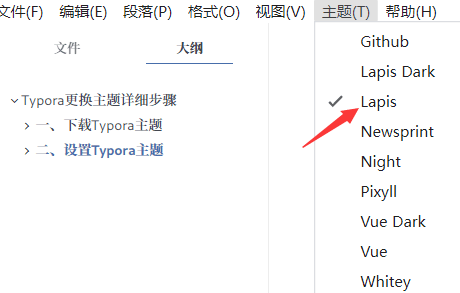 文件(F) 编辑(E) 段落(P) 格式(O) 视图(V) 主题(T) 帮助(H)
文件 大纲
Typora更换主题详细步骤
一、下载Typora主题
二、设置Typora主题
Github
Lapis Dark
Lapis
Newsprint
Night
Pixyll
Vue Dark
Vue
Whitey